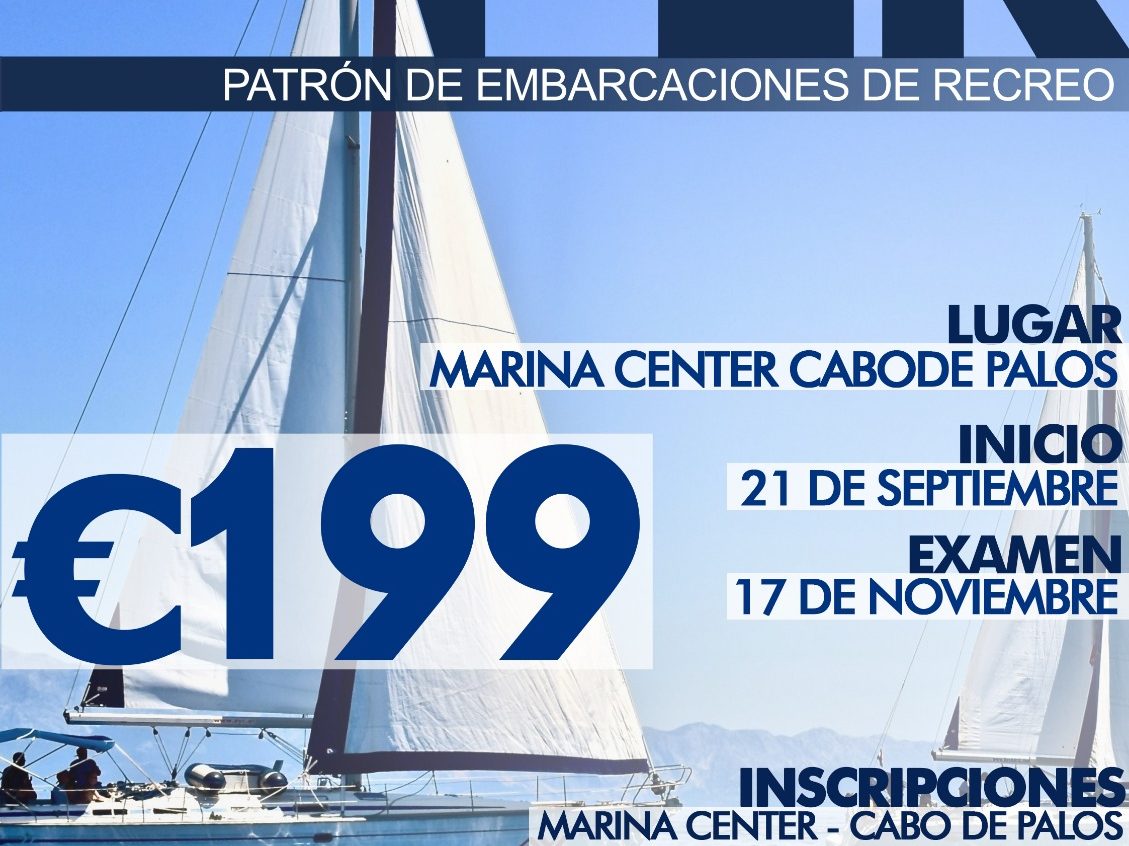 PATRÓN DE EMBARCACIONES DE RECREO
LUGAR
MARINA CENTER CABODE PALOS
€199
INICIO
21 DE SEPTIEMBRE
EXAMEN
17 DE NOVIEMBRE
INSCRIPCIONES
MARINA CENTER - CABO DE PALOS